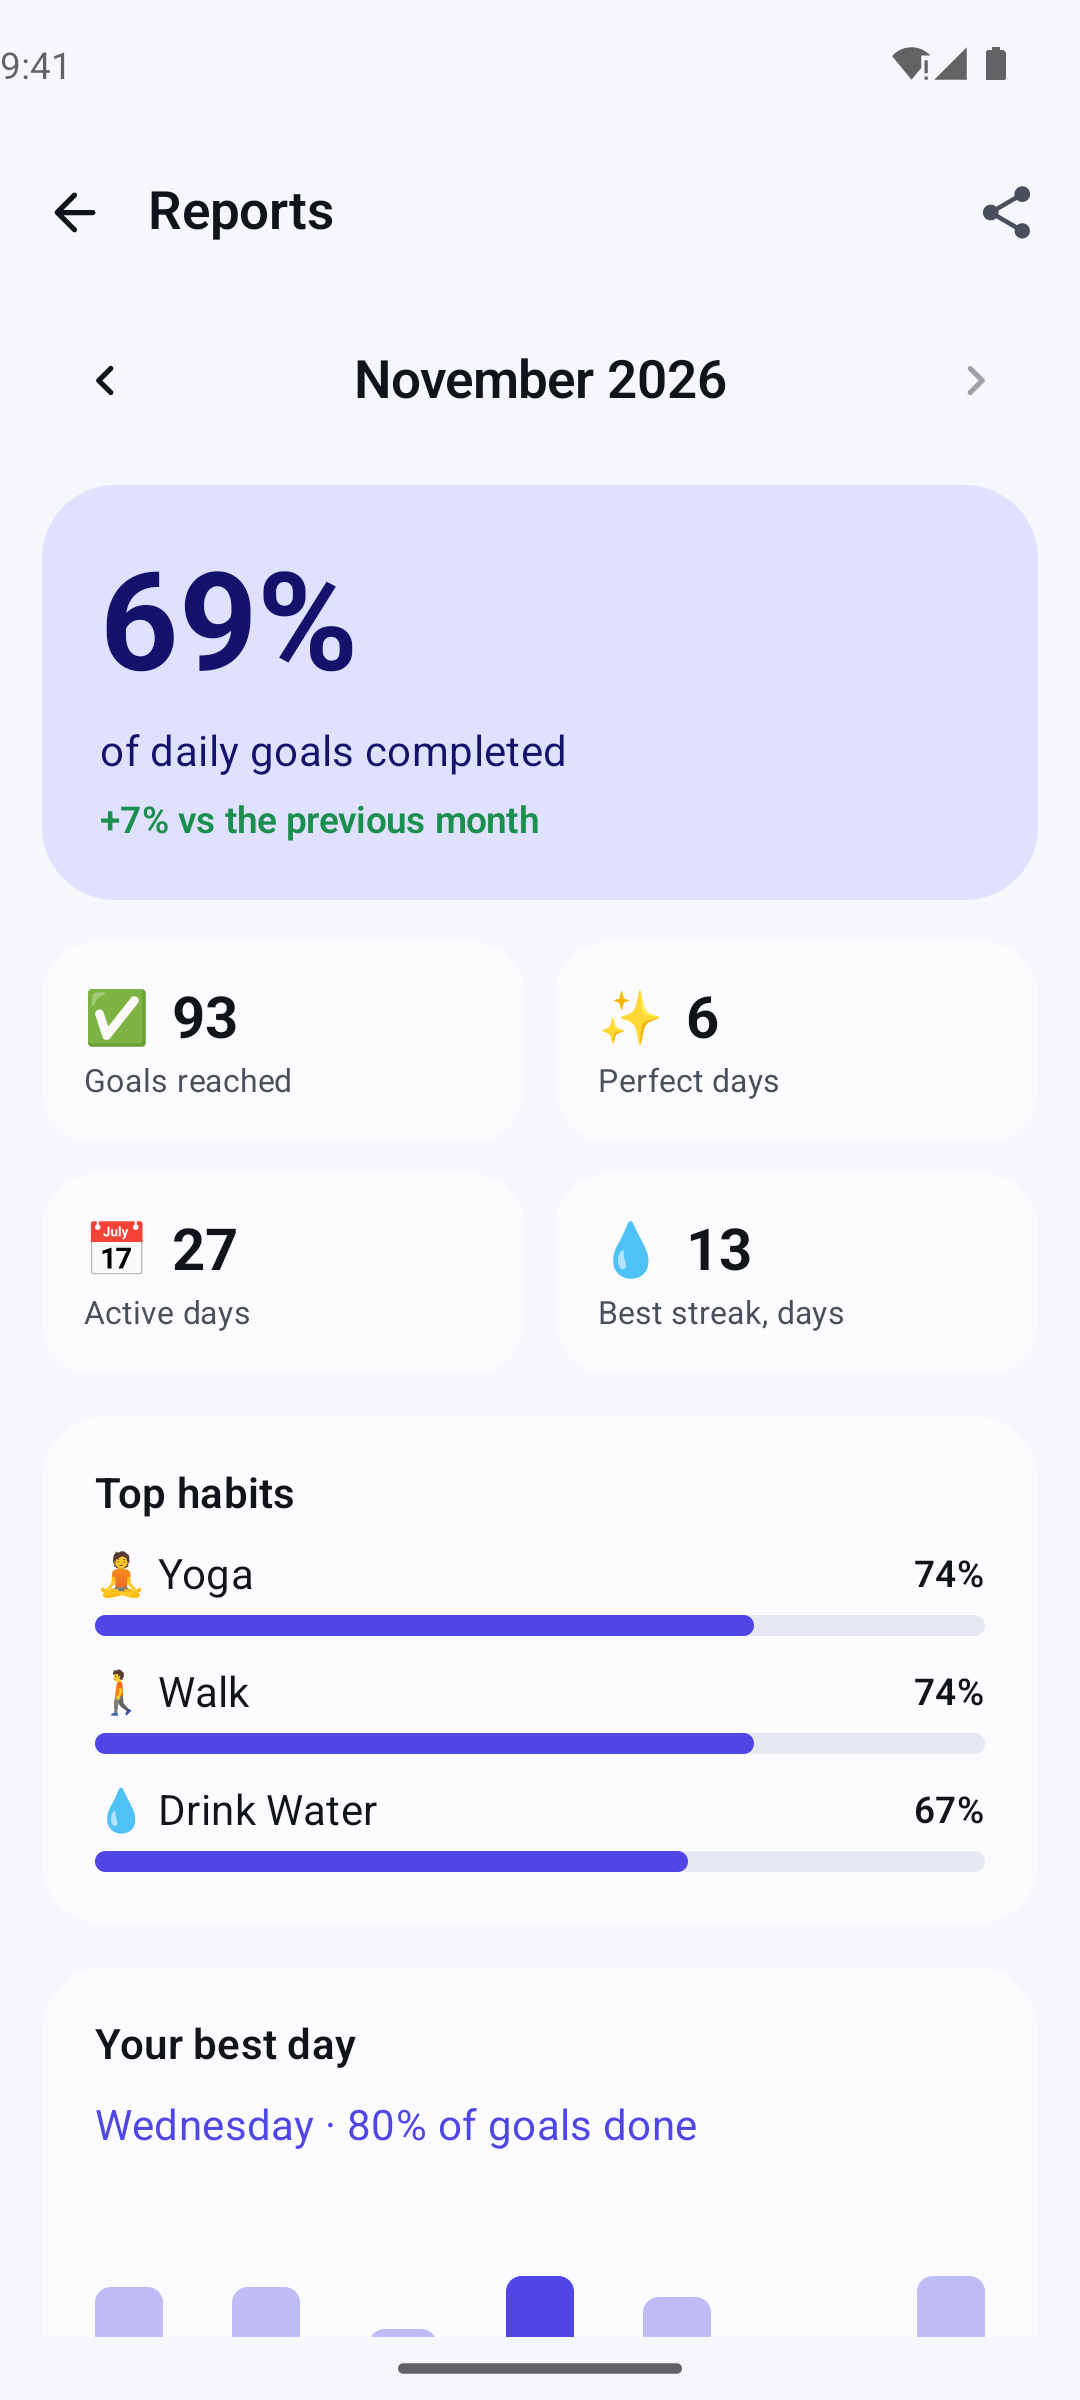 9:41
Reports
November 2026
69%
of daily goals completed
+7% vs the previous month
93
Goals reached
6
Perfect days
July
17
27
Active days
13
Best streak, days
Top habits
Yoga
74%
Walk
74%
Drink Water
67%
Your best day
Wednesday · 80% of goals done